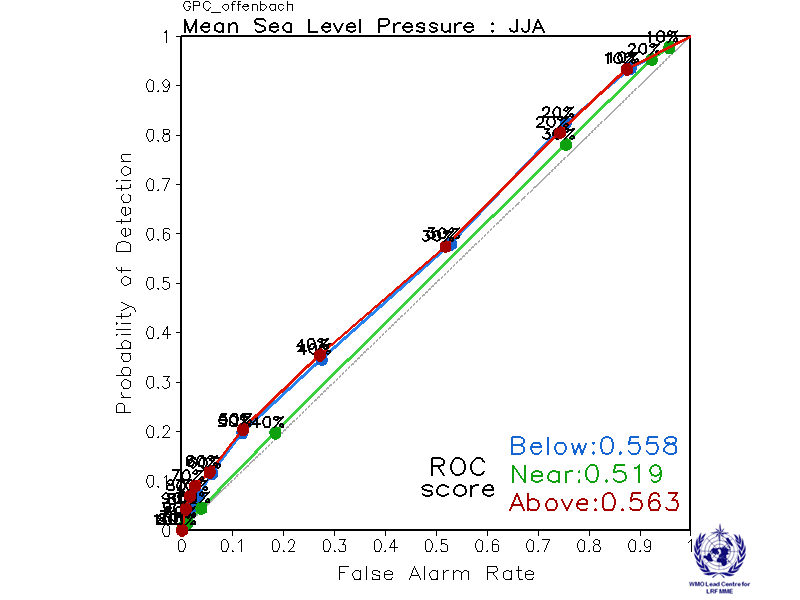 GPC_offenbach
Mean Sea Level Pressure : JJA
Probability of Detection
1
0.9
0.8
0.7
0.6
0.5
0.4
0.3
0.2
0.1
0
10%
20%
10%
20%
20%
30%
30%
40%
40%
50%
40%
60%
70%
ROC
score
Below:0.558
Near:0.519
Above:0.563
0 0.1 0.2 0.3 0.4 0.5 0.6 0.7 0.8 0.9 1
False Alarm Rate
WMO Lead Centre for
LRF MME